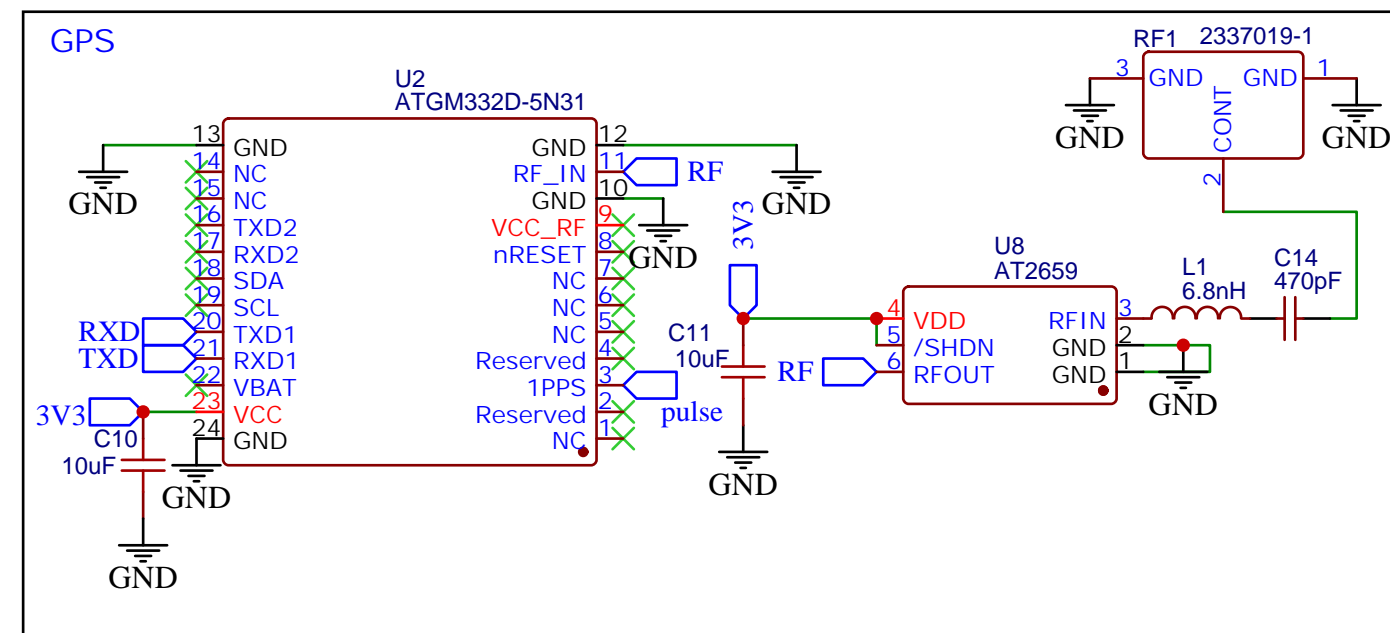 GPS
U2
ATGM332D-5N31
13 GND
14 NC
15 NC
16 TXD2
17 RXD2
18 SDA
19 SCL
RXD 20 TXD1
TXD 21 RXD1
22 VBAT
3V3 23 VCC
24 GND
GND 12
RF_IN 11 RF
GND 10
VCC_RF 9
nRESET 8
NC 7
NC 6
NC 5
Reserved 4
1PPS 3 pulse
Reserved 2
NC 1
GND
GND
GND
C10
10uF
GND
GND
3V3
C11
10uF
GND
U8
AT2659
4 VDD
5 /SHDN
RF 6 RFOUT
RFIN 3
GND 2
GND 1
GND
L1
6.8nH
C14
470pF
RF1 2337019-1
3 GND GND 1
CONT
2
GND
GND